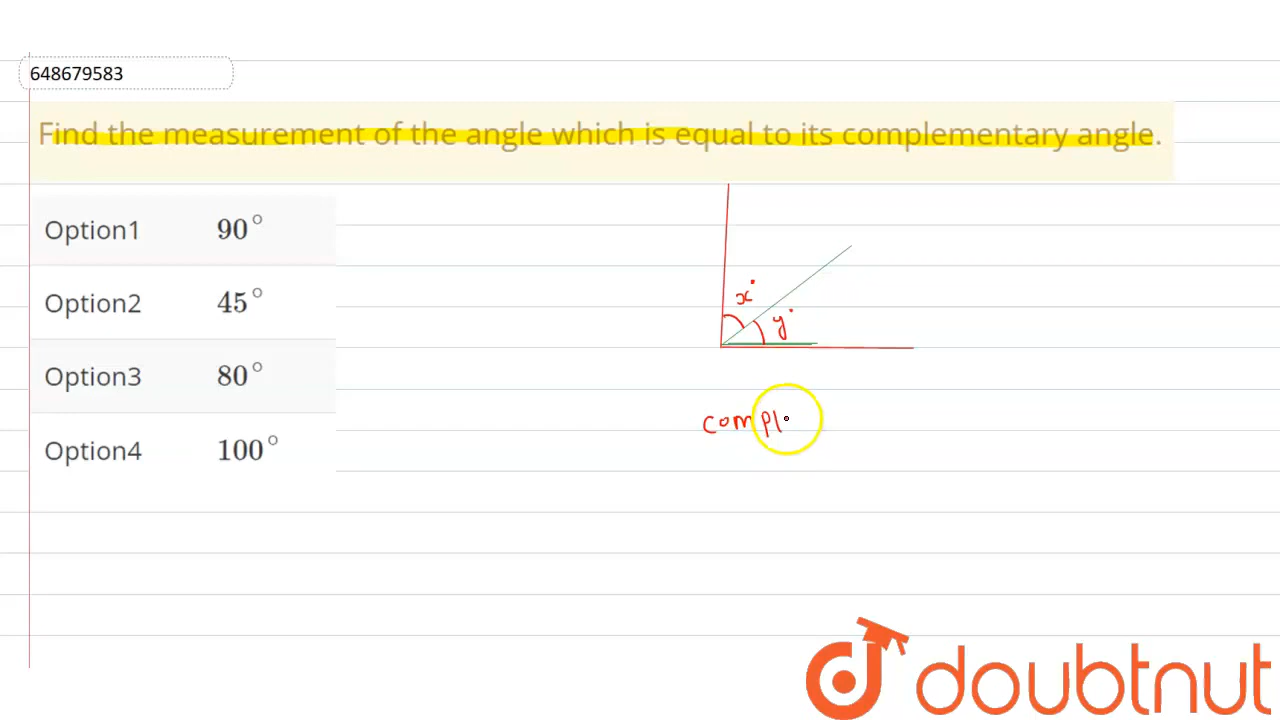 648679583
Find the measurement of the angle which is equal to its complementary angle.
Option1 90°
Option2 45°
Option3 80°
Option4 100°
x°
y°
compl
doubtnut